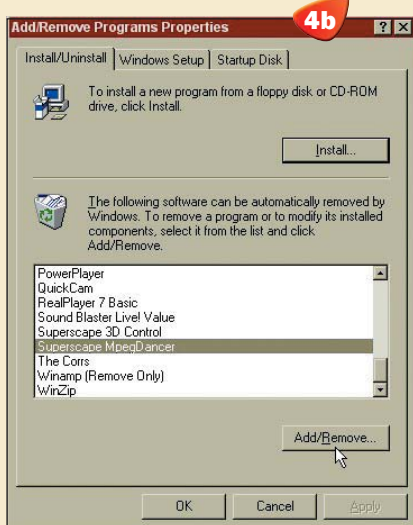 4b
Add/Remove Programs Properties
Install/Uninstall
Windows Setup
Startup Disk
To install a new program from a floppy disk or CD-ROM
drive, click Install.
Install...
The following software can be automatically removed by
Windows. To remove a program or to modify its installed
components, select it from the list and click
Add/Remove.
PowerPlayer
QuickCam
RealPlayer 7 Basic
Sound Blaster Live! Value
Superscape 3D Control
Superscape MpegDancer
The Corrs
Winamp (Remove Only)
WinZip
Add/Remove...
OK
Cancel
Apply